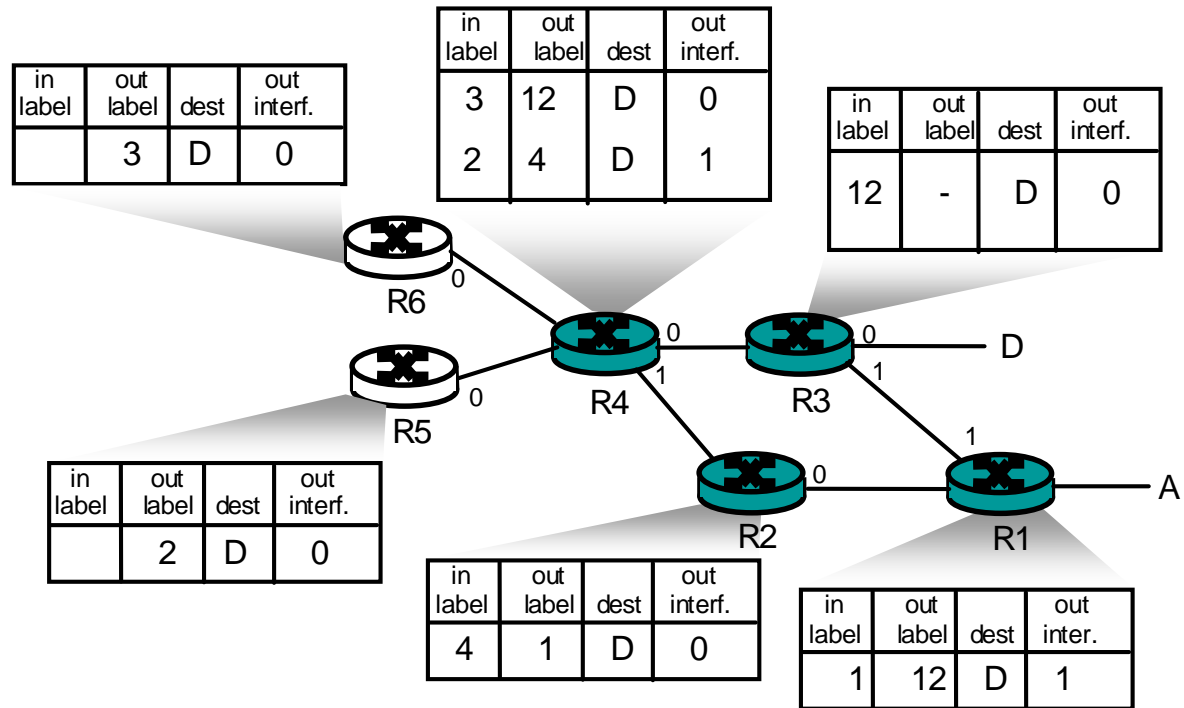 in out out
label label dest interf.
3 12 D 0
2 4 D 1
in out out
label label dest interf.
3 D 0
in out out
label label dest interf.
12 - D 0
R6
0
R5
0
R4
0
1
R3
0
1
D
R2
0
R1
1
A
in out out
label label dest interf.
2 D 0
in out out
label label dest interf.
4 1 D 0
in out out
label label dest inter.
1 12 D 1